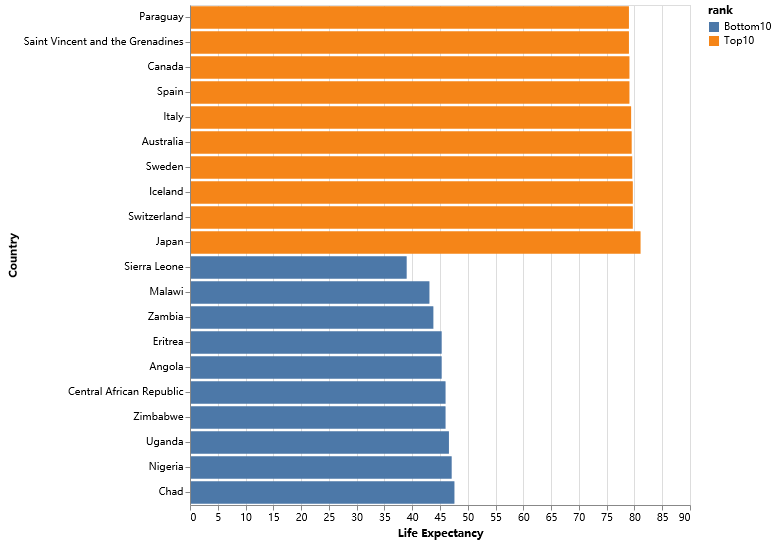 rank
Bottom10
Top10
Country
Paraguay
Saint Vincent and the Grenadines
Canada
Spain
Italy
Australia
Sweden
Iceland
Switzerland
Japan
Sierra Leone
Malawi
Zambia
Eritrea
Angola
Central African Republic
Zimbabwe
Uganda
Nigeria
Chad
0 5 10 15 20 25 30 35 40 45 50 55 60 65 70 75 80 85 90
Life Expectancy